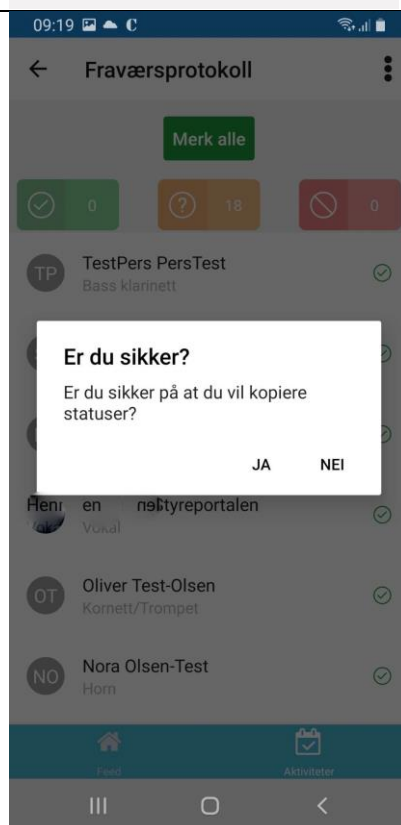 09:19
Fraværsprotokoll
Merk alle
0
18
0
TP
TestPers PersTest
Bass klarinett
Er du sikker?
Er du sikker på at du vil kopiere
statuser?
JA
NEI
styreportalen
Vokal
OT
Oliver Test-Olsen
Kornett/Trompet
NO
Nora Olsen-Test
Horn
Feed
Aktiviteter